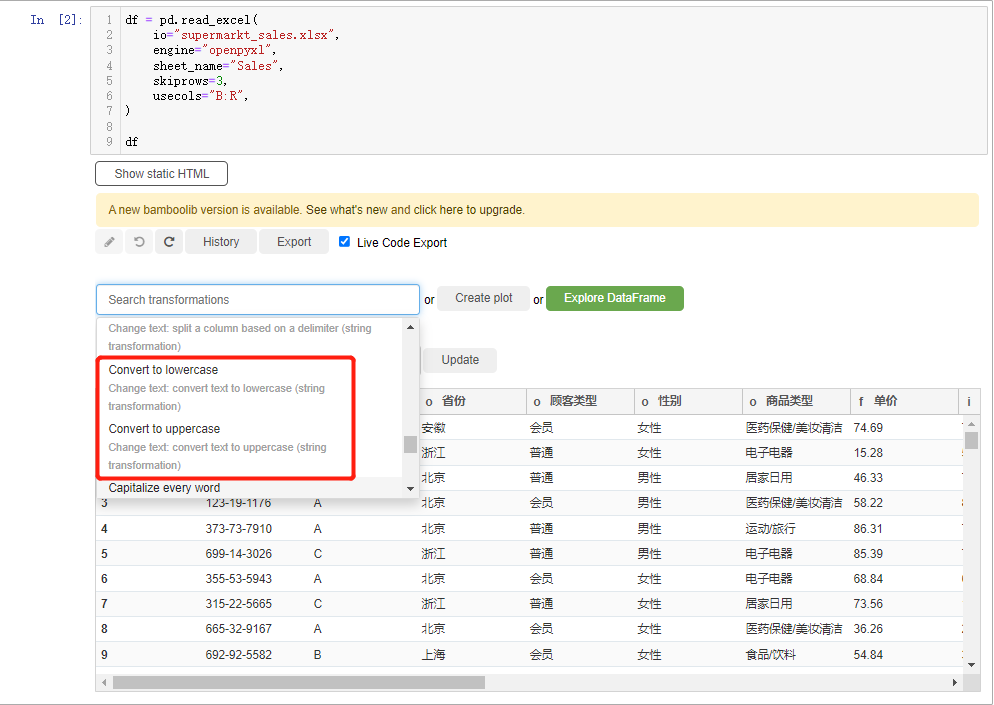 In [2]:
1 df = pd.read_excel(
2 io="supermarkt_sales.xlsx",
3 engine="openpyxl",
4 sheet_name="Sales",
5 skiprows=3,
6 usecols="B:R",
7 )
8
9 df
Show static HTML
A new bamboolib version is available. See what's new and click here to upgrade.
History Export Live Code Export
Search transformations or Create plot or Explore DataFrame
Change text: split a column based on a delimiter (string
transformation)
Convert to lowercase
Change text: convert text to lowercase (string
transformation)
Convert to uppercase
Change text: convert text to uppercase (string
transformation)
Capitalize every word
Update
o 省份 o 顾客类型 o 性别 o 商品类型 f 单价 i
安徽 会员 女性 医药保健/美妆清洁 74.69
浙江 普通 女性 电子电器 15.28
北京 普通 男性 居家日用 46.33
3 123-19-1176 A 北京 会员 男性 医药保健/美妆清洁 58.22
4 373-73-7910 A 北京 普通 男性 运动/旅行 86.31
5 699-14-3026 C 浙江 普通 男性 电子电器 85.39
6 355-53-5943 A 北京 会员 女性 电子电器 68.84
7 315-22-5665 C 浙江 普通 女性 居家日用 73.56
8 665-32-9167 A 北京 会员 女性 医药保健/美妆清洁 36.26
9 692-92-5582 B 上海 会员 女性 食品/饮料 54.84